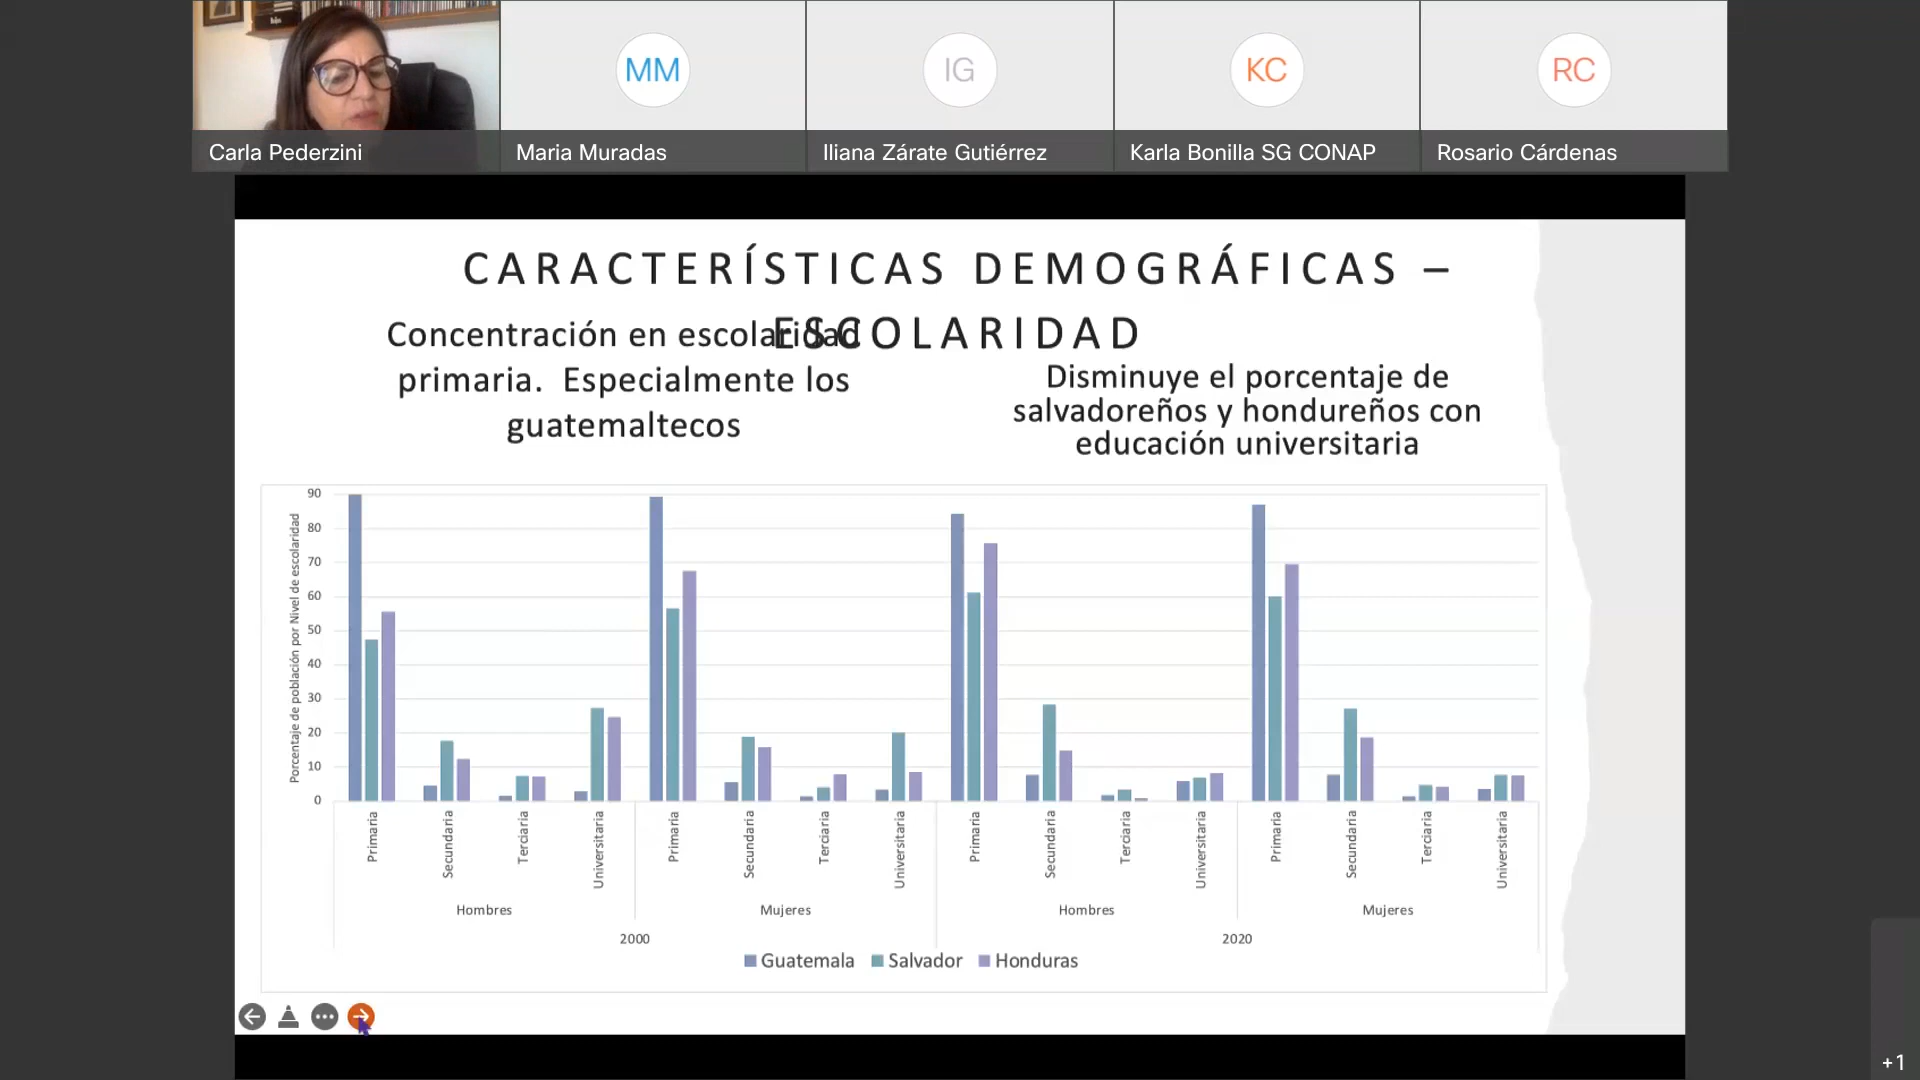 MM
IG
KC
RC
Carla Pederzini
Maria Muradas
Iliana Zárate Gutiérrez
Karla Bonilla SG CONAP
Rosario Cárdenas
CARACTERÍSTICAS DEMOGRÁFICAS –
ESCOLARIDAD
Concentración en escolaridad
primaria. Especialmente los
guatemaltecos
Disminuye el porcentaje de
salvadoreños y hondureños con
educación universitaria
Porcentaje de población por Nivel de escolaridad
90
80
70
60
50
40
30
20
10
0
Primaria
Secundaria
Terciaria
Universitaria
Primaria
Secundaria
Terciaria
Universitaria
Primaria
Secundaria
Terciaria
Universitaria
Primaria
Secundaria
Terciaria
Universitaria
Hombres
Mujeres
Hombres
Mujeres
2000
2020
Guatemala Salvador Honduras
+1